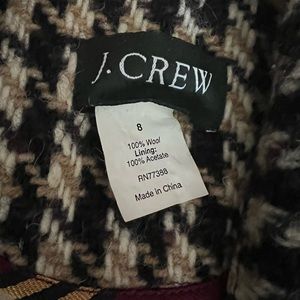 J.CREW
8
100% Wool
Lining:
100% Acetate
RN77388
Made in China